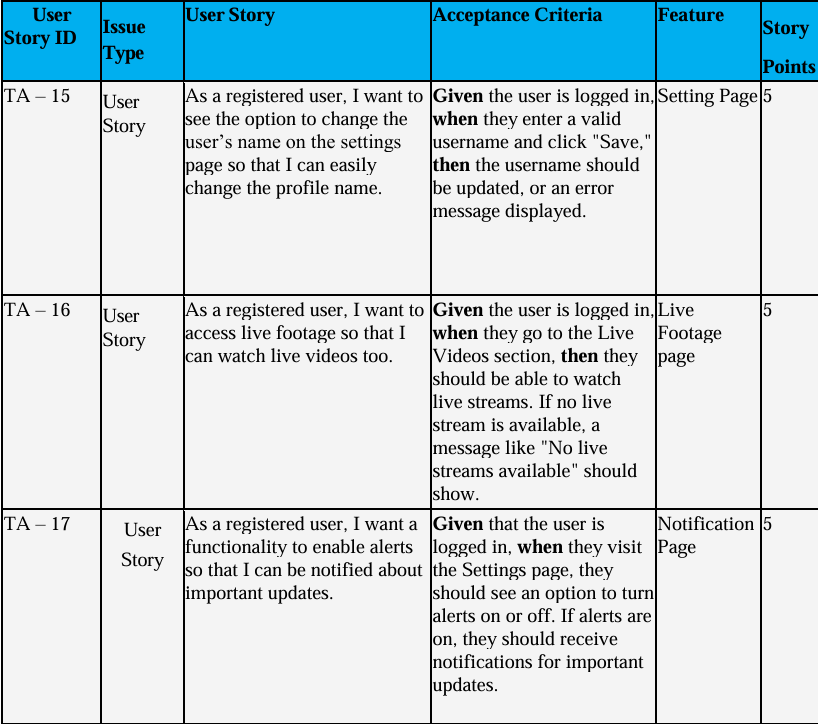 User
Story ID
Issue
Type
User Story
Acceptance Criteria
Feature
Story
Points
TA – 15
User
Story
As a registered user, I want to
see the option to change the
user’s name on the settings
page so that I can easily
change the profile name.
Given the user is logged in,
when they enter a valid
username and click "Save,"
then the username should
be updated, or an error
message displayed.
Setting Page
5
TA – 16
User
Story
As a registered user, I want to
access live footage so that I
can watch live videos too.
Given the user is logged in,
when they go to the Live
Videos section, then they
should be able to watch
live streams. If no live
stream is available, a
message like "No live
streams available" should
show.
Live
Footage
page
5
TA – 17
User
Story
As a registered user, I want a
functionality to enable alerts
so that I can be notified about
important updates.
Given that the user is
logged in, when they visit
the Settings page, they
should see an option to turn
alerts on or off. If alerts are
on, they should receive
notifications for important
updates.
Notification
Page
5